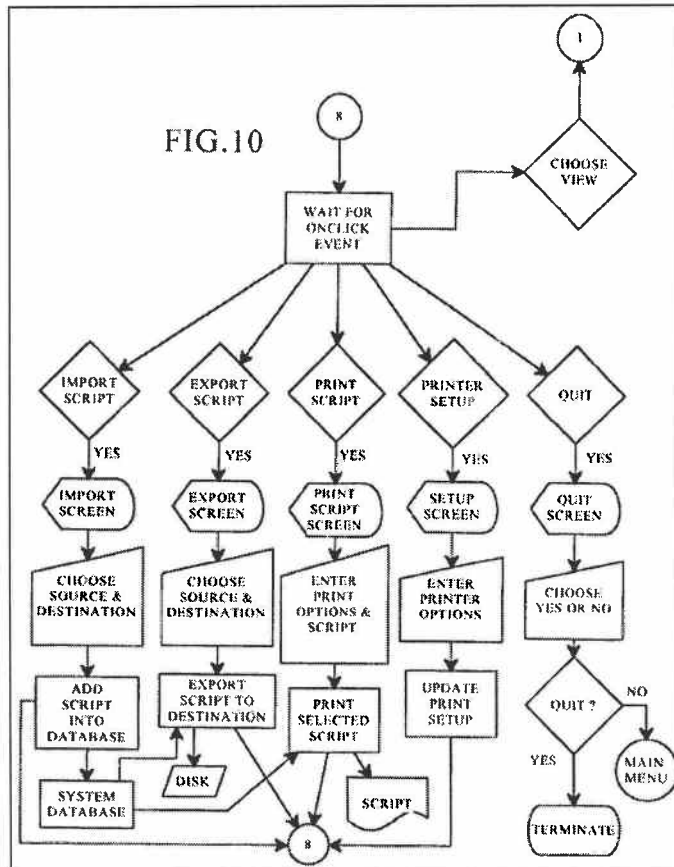 1
8
FIG.10
CHOOSE
VIEW
WAIT FOR
ONCLICK
EVENT
IMPORT
SCRIPT
EXPORT
SCRIPT
PRINT
SCRIPT
PRINTER
SETUP
QUIT
YES
YES
YES
YES
YES
IMPORT
SCREEN
EXPORT
SCREEN
PRINT
SCRIPT
SCREEN
SETUP
SCREEN
QUIT
SCREEN
CHOOSE
SOURCE &
DESTINATION
CHOOSE
SOURCE &
DESTINATION
ENTER
PRINT
OPTIONS &
SCRIPT
ENTER
PRINTER
OPTIONS
CHOOSE
YES OR NO
ADD
SCRIPT
INTO
DATABASE
EXPORT
SCRIPT TO
DESTINATION
PRINT
SELECTED
SCRIPT
UPDATE
PRINT
SETUP
QUIT ?
NO
YES
MAIN
MENU
SYSTEM
DATABASE
DISK
SCRIPT
8
TERMINATE